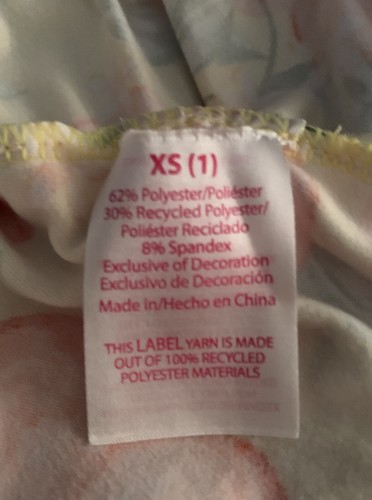 XS (1)
62% Polyester/Poliéster
30% Recycled Polyester/
Poliéster Reciclado
8% Spandex
Exclusive of Decoration
Exclusivo de Decoración
Made in/Hecho en China
THIS LABEL YARN IS MADE
OUT OF 100% RECYCLED
POLYESTER MATERIALS